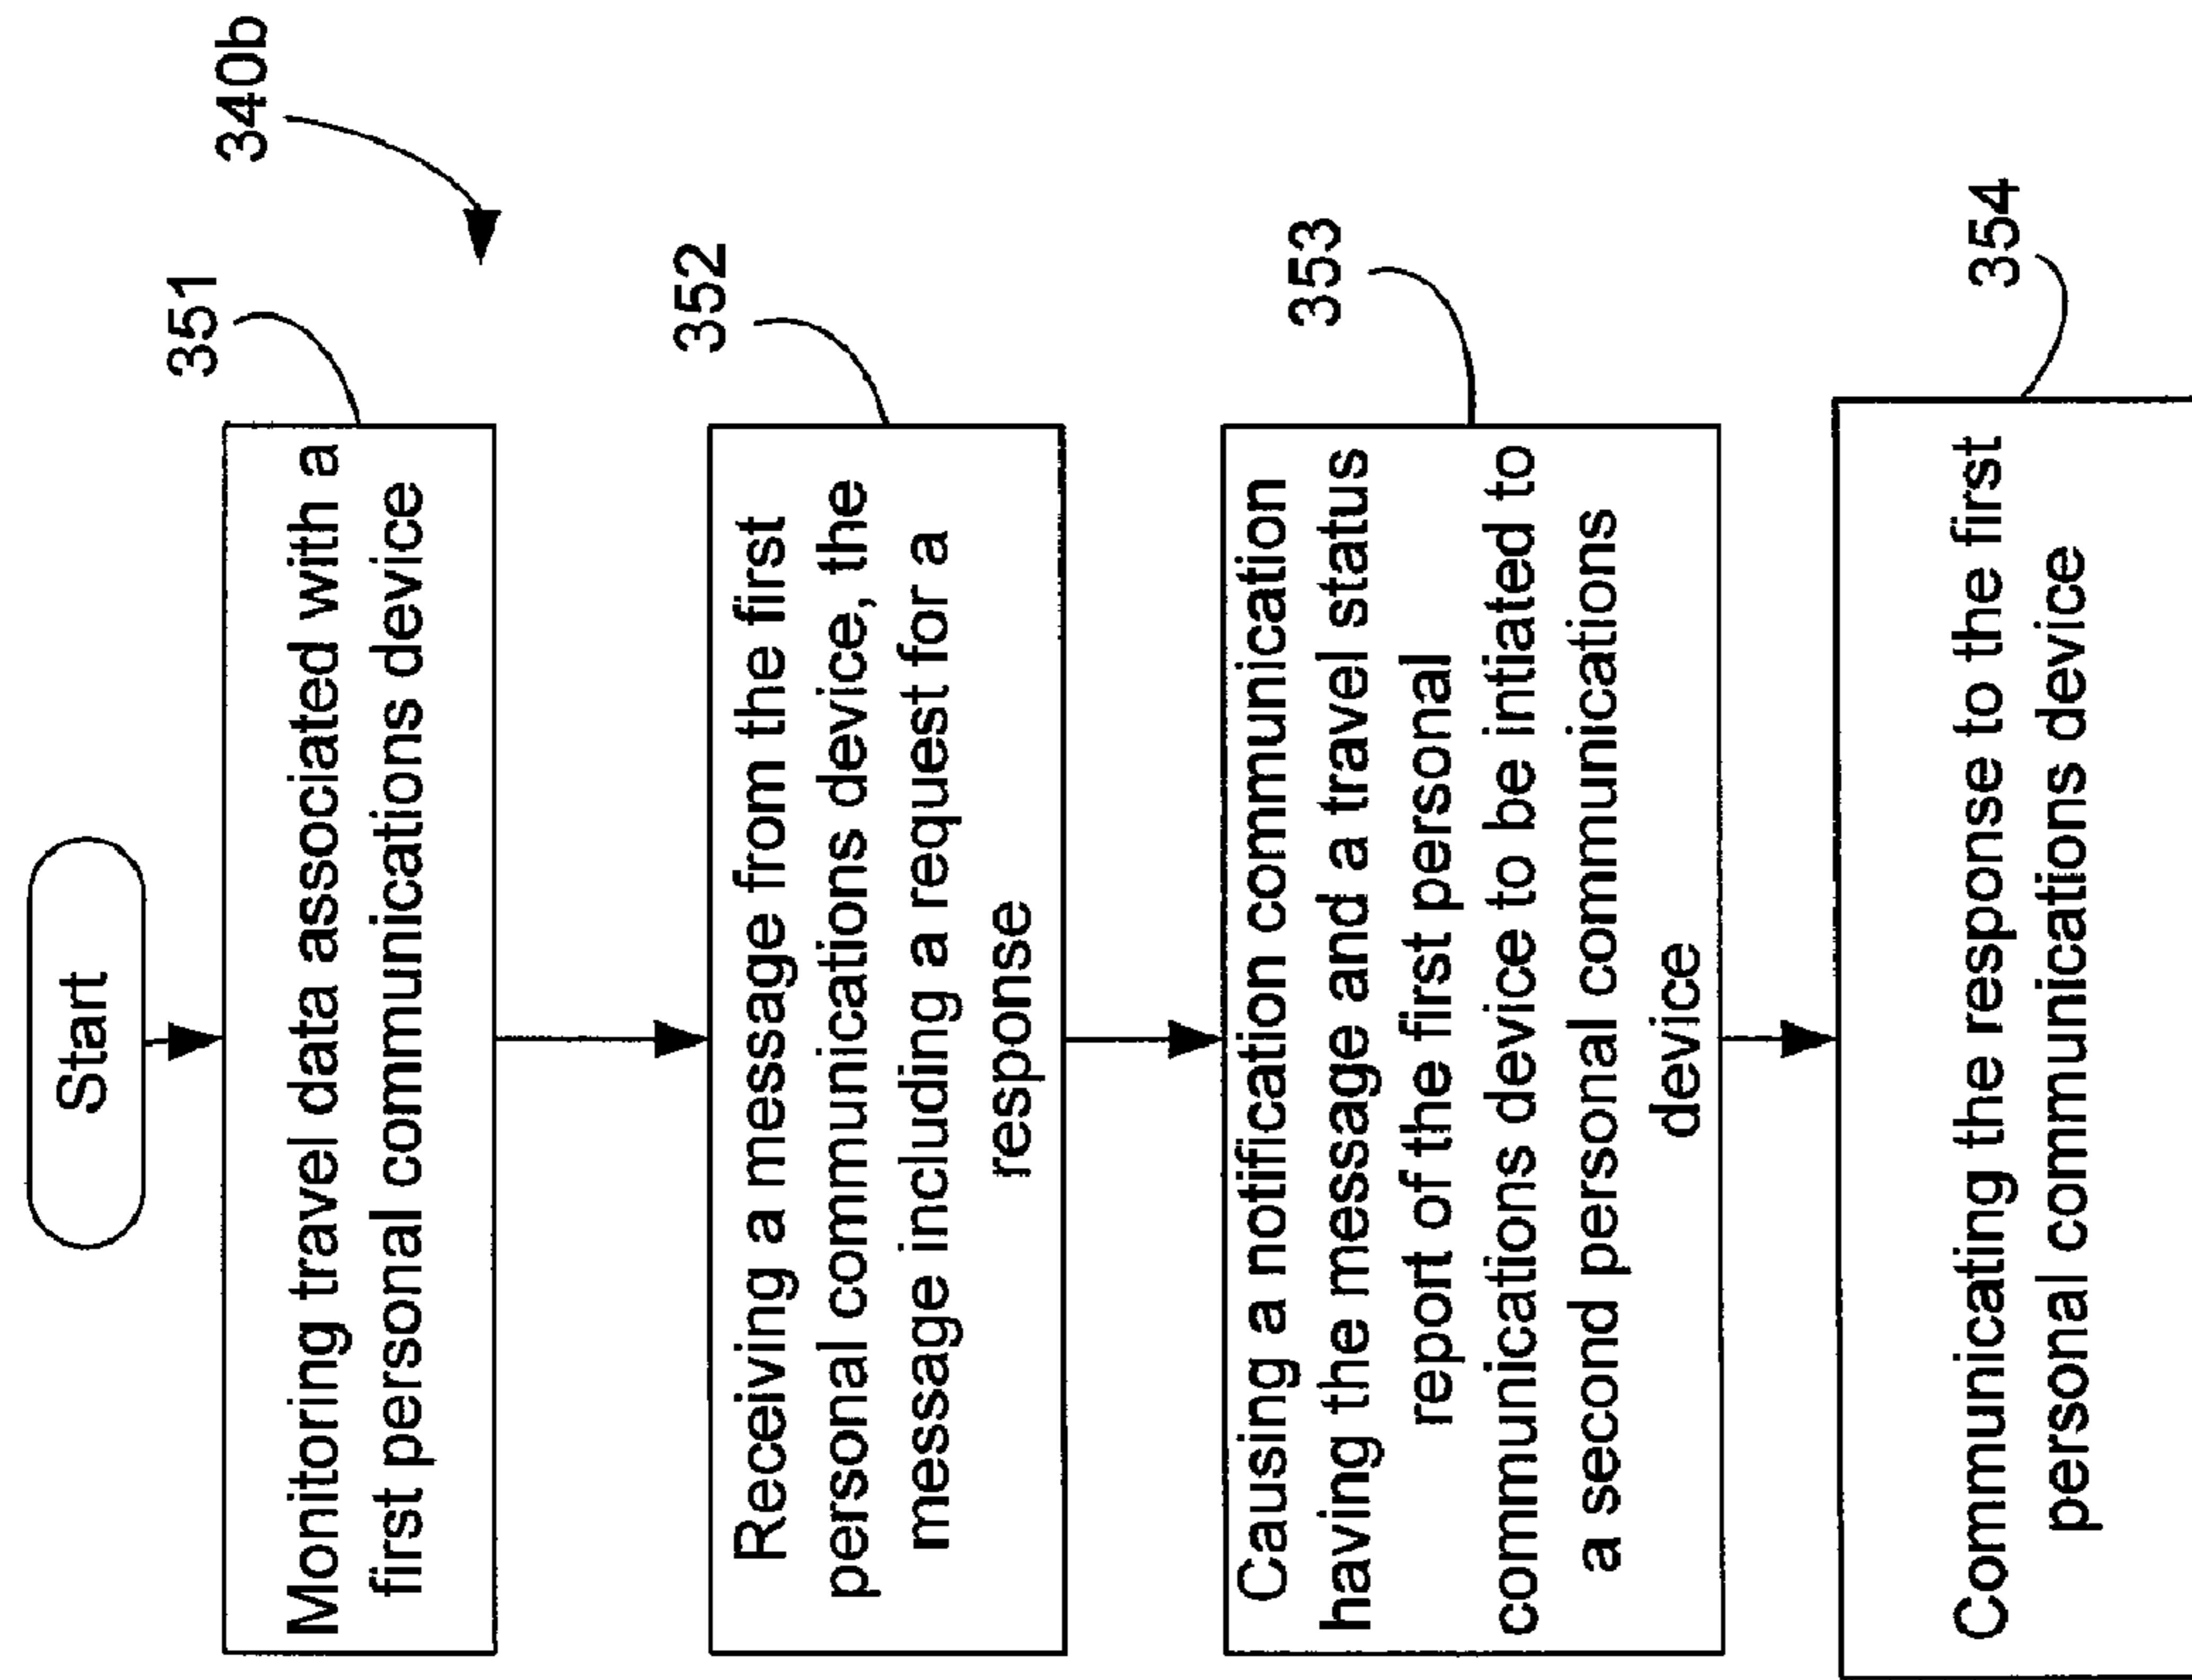 340b
Start
351
Monitoring travel data associated with a
first personal communications device
352
Receiving a message from the first
personal communications device, the
message including a request for a
response
353
Causing a notification communication
having the message and a travel status
report of the first personal
communications device to be intiated to
a second personal communications
device
354
Communicating the response to the first
personal communications device